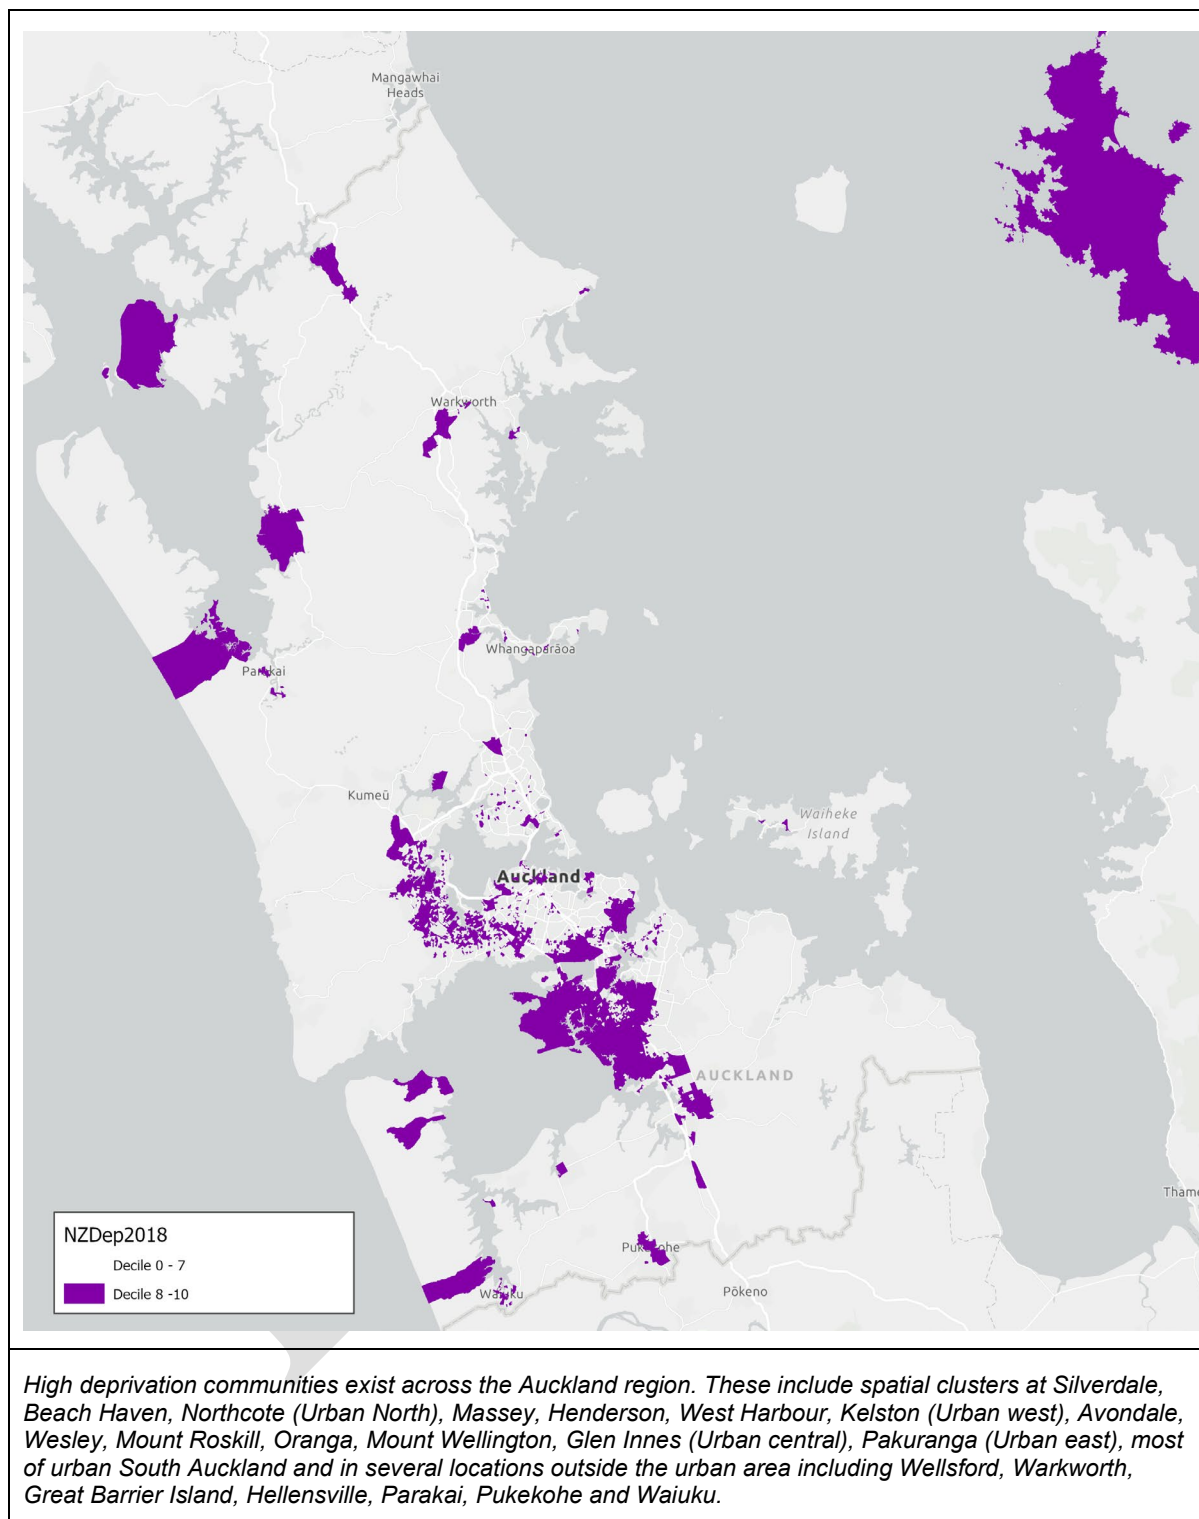 Mangawhai
Heads
Warkworth
Whangaparāoa
Parakai
Kumeū
Waiheke
Island
Auckland
AUCKLAND
Thame
NZDep2018
Decile 0 - 7
Decile 8 -10
Pukekohe
Waiuku
Pōkeno
High deprivation communities exist across the Auckland region. These include spatial clusters at Silverdale,
Beach Haven, Northcote (Urban North), Massey, Henderson, West Harbour, Kelston (Urban west), Avondale,
Wesley, Mount Roskill, Oranga, Mount Wellington, Glen Innes (Urban central), Pakuranga (Urban east), most
of urban South Auckland and in several locations outside the urban area including Wellsford, Warkworth,
Great Barrier Island, Hellensville, Parakai, Pukekohe and Waiuku.